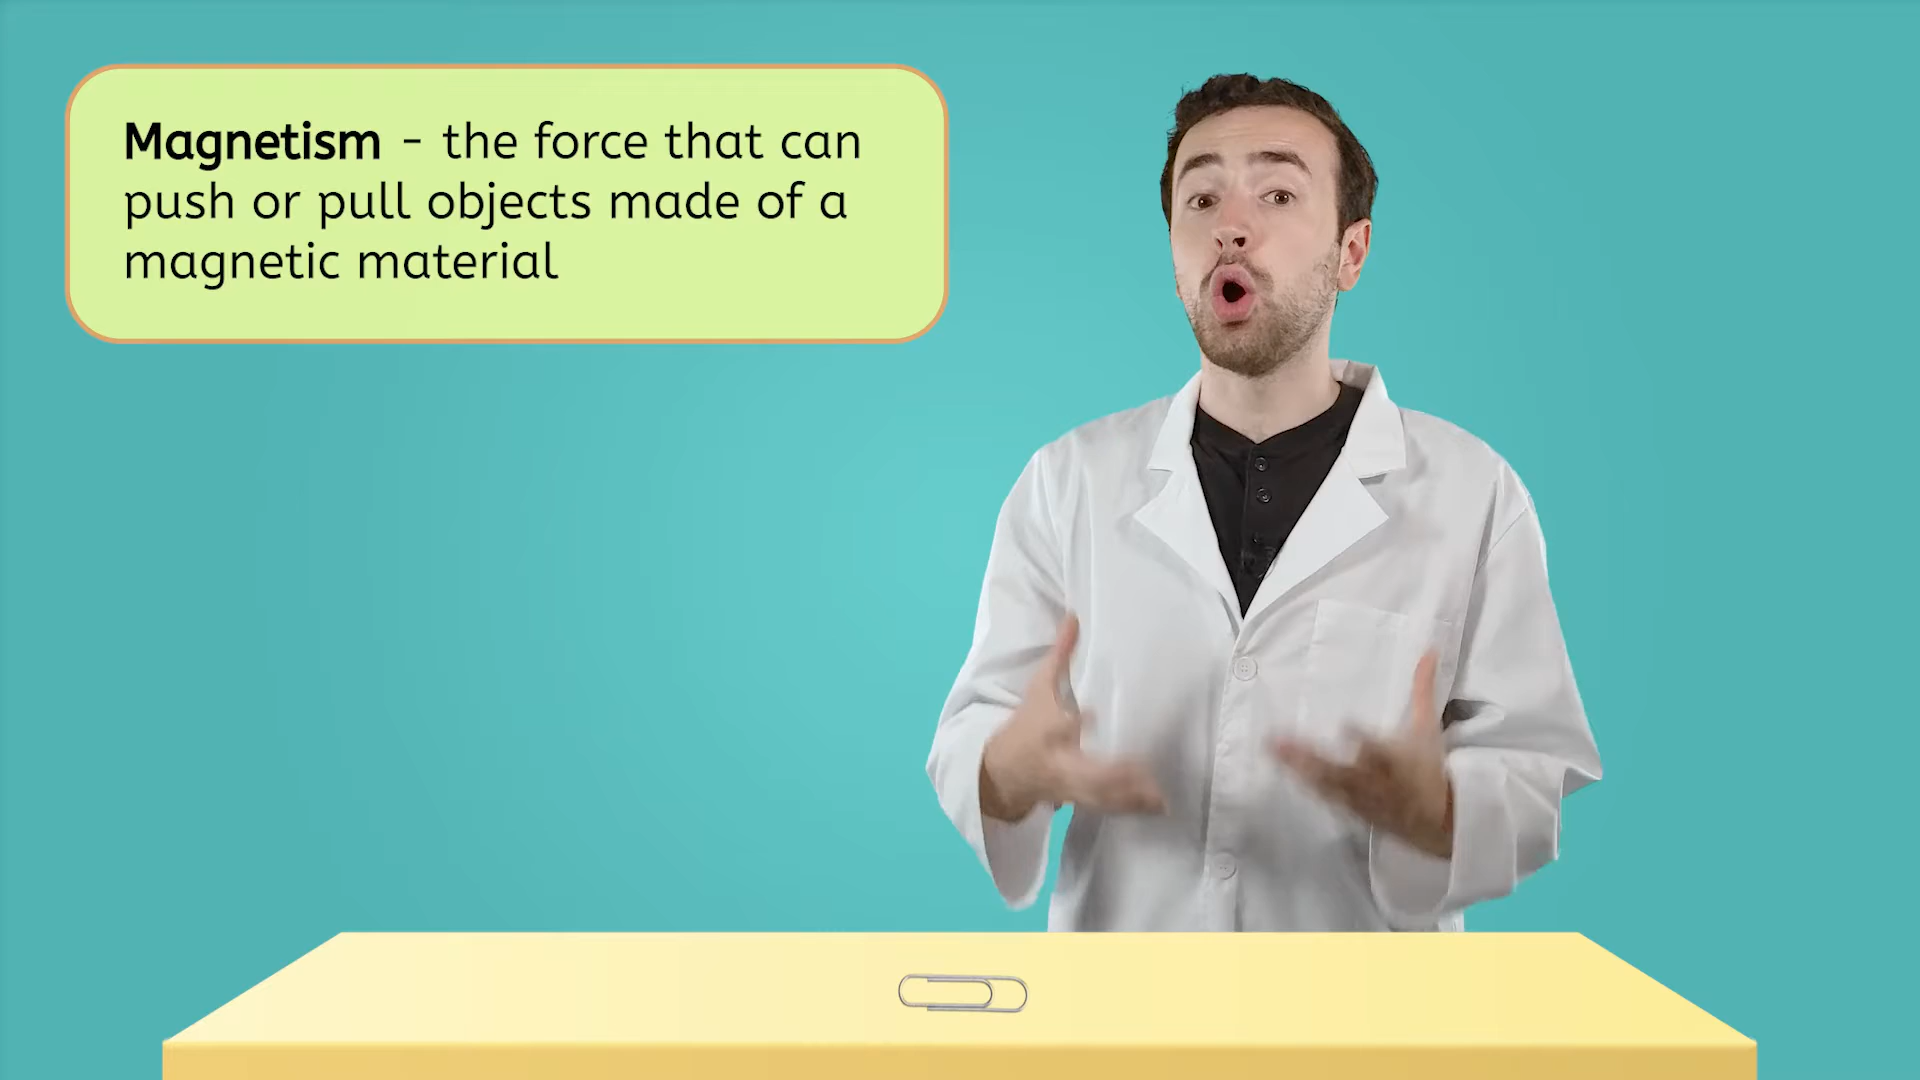 Magnetism - the force that can
push or pull objects made of a
magnetic material